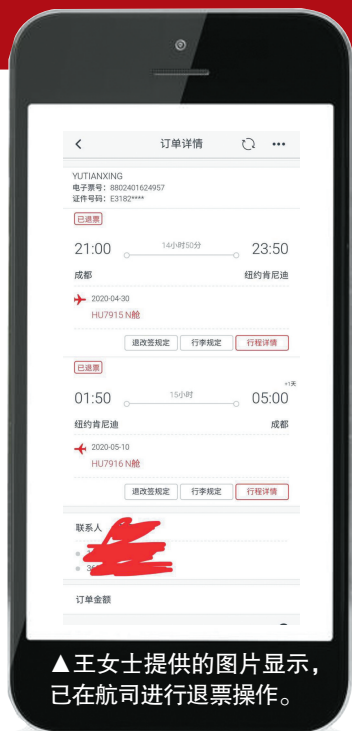 订单详情
YUTIANXING
电子票号：8802401624957
证件号码：E3182****
已退票
21:00 14小时50分 23:50
成都 纽约肯尼迪
2020-04-30
HU7915 N舱
退改签规定 行李规定 行程详情
已退票
+1天
01:50 15小时 05:00
纽约肯尼迪 成都
2020-05-10
HU7916 N舱
退改签规定 行李规定 行程详情
联系人
订单金额
▲王女士提供的图片显示，
已在航司进行退票操作。